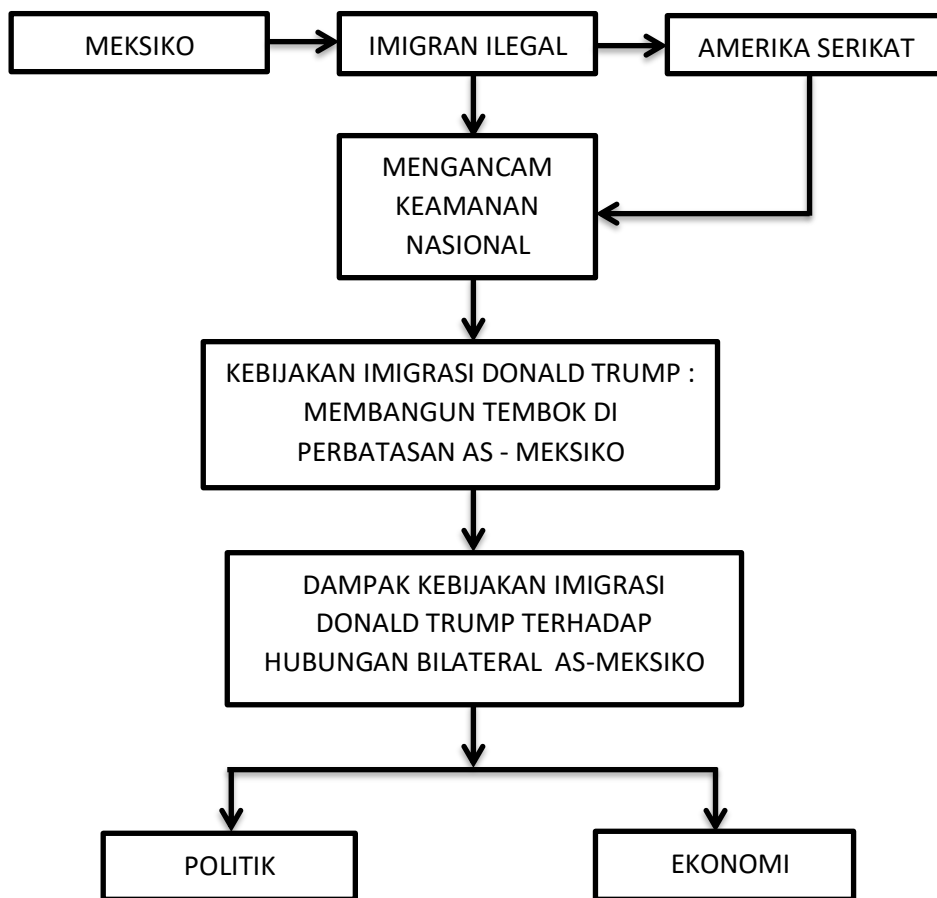 MEKSIKO
IMIGRAN ILEGAL
AMERIKA SERIKAT
MENGANCAM
KEAMANAN
NASIONAL
KEBIJAKAN IMIGRASI DONALD TRUMP :
MEMBANGUN TEMBOK DI
PERBATASAN AS - MEKSIKO
DAMPAK KEBIJAKAN IMIGRASI
DONALD TRUMP TERHADAP
HUBUNGAN BILATERAL AS-MEKSIKO
POLITIK
EKONOMI